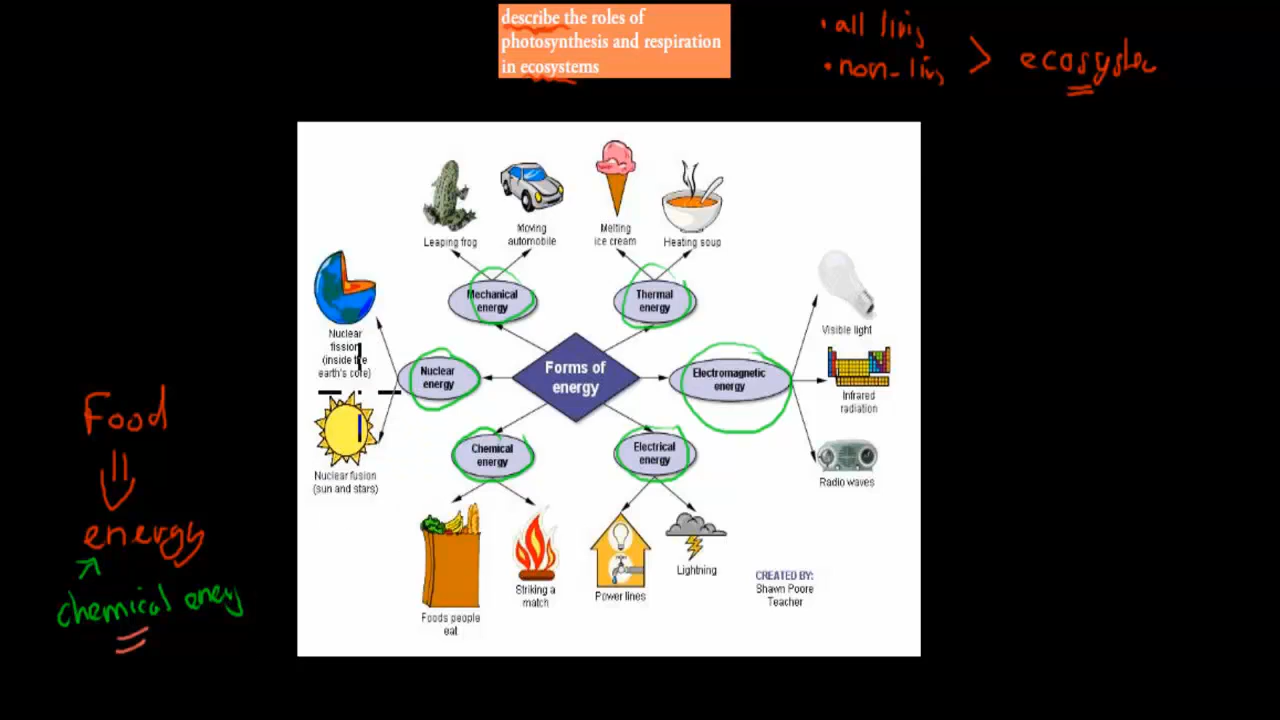 describe the roles of
photosynthesis and respiration
in ecosystems
• all livis
• non-livis
> ecosystem
Leaping frog
Moving
automobile
Melting
ice cream
Heating soup
Mechanical
energy
Thermal
energy
Visible light
Nuclear
fission
(inside the
earth's core)
Nuclear
energy
Forms of
energy
Electromagnetic
energy
Infrared
radiation
Food
Nuclear fusion
(sun and stars)
Chemical
energy
Electrical
energy
Radio waves
energy
chemical energy
Foods people
eat
Striking a
match
Power lines
Lightning
CREATED BY:
Shawn Poore
Teacher